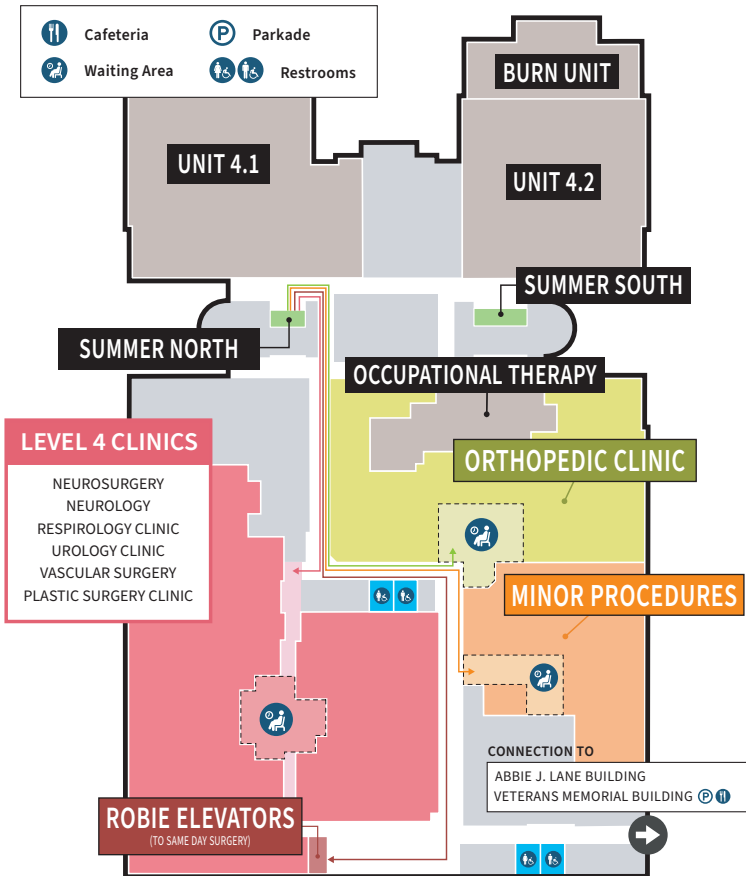 Cafeteria
Parkade
Waiting Area
Restrooms
BURN UNIT
UNIT 4.1
UNIT 4.2
SUMMER SOUTH
SUMMER NORTH
OCCUPATIONAL THERAPY
LEVEL 4 CLINICS
NEUROSURGERY
NEUROLOGY
RESPIROLOGY CLINIC
UROLOGY CLINIC
VASCULAR SURGERY
PLASTIC SURGERY CLINIC
ORTHOPEDIC CLINIC
MINOR PROCEDURES
CONNECTION TO
ABBIE J. LANE BUILDING
VETERANS MEMORIAL BUILDING P
ROBIE ELEVATORS
(TO SAME DAY SURGERY)